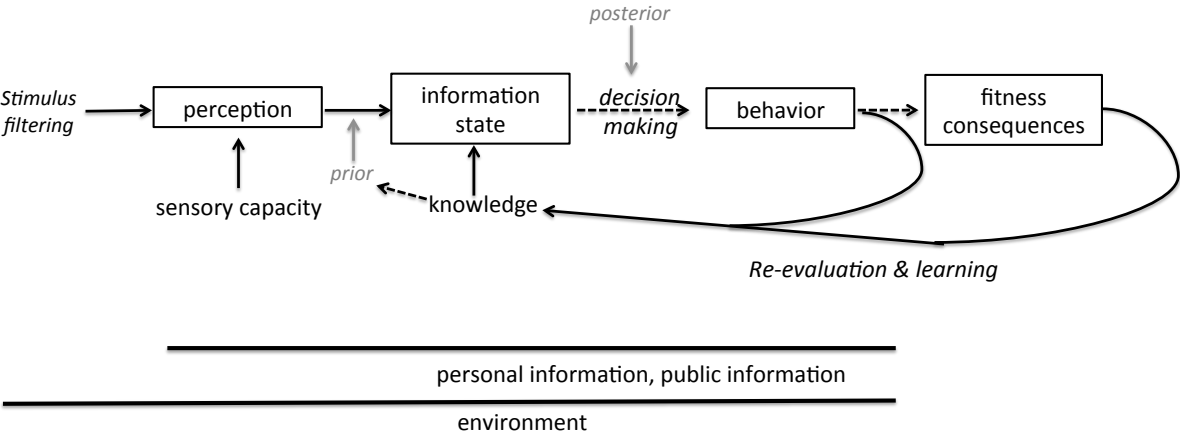 posterior
Stimulus
filtering
perception
information
state
decision
making
behavior
fitness
consequences
prior
sensory capacity
knowledge
Re-evaluation & learning
personal information, public information
environment